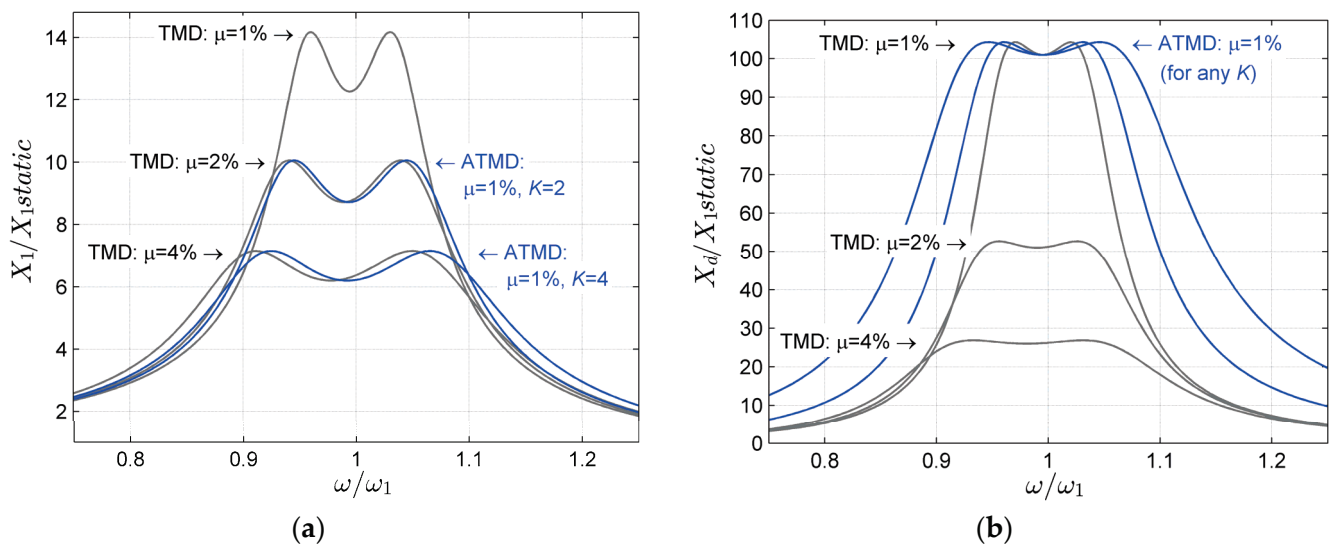 14
12
10
8
6
4
2
X₁/X₁static
TMD: μ=1% →
TMD: μ=2% →
TMD: μ=4% →
← ATMD:
μ=1%, K=2
← ATMD:
μ=1%, K=4
0.8 0.9 1 1.1 1.2
ω/ω₁
(a)
110
100
90
80
70
60
50
40
30
20
10
0
X_d/X₁static
TMD: μ=1% →
← ATMD: μ=1%
(for any K)
TMD: μ=2% →
TMD: μ=4% →
0.8 0.9 1 1.1 1.2
ω/ω₁
(b)